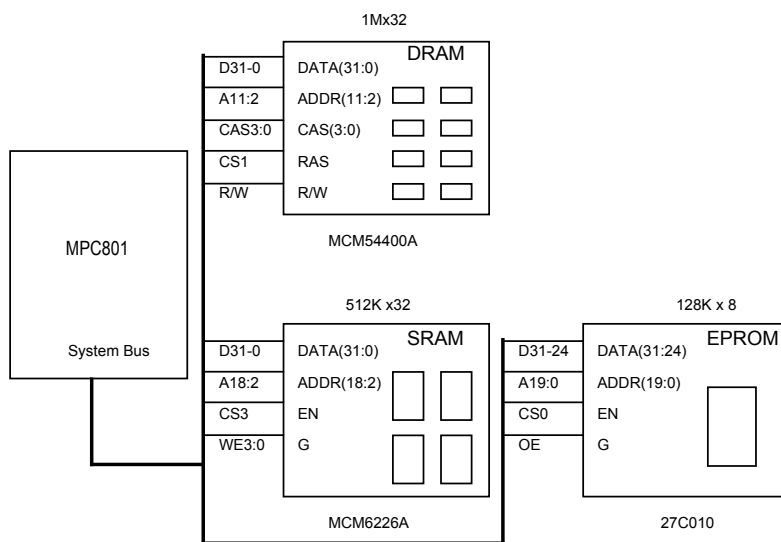 1Mx32
DRAM
D31-0 DATA(31:0)
A11:2 ADDR(11:2)
CAS3:0 CAS(3:0)
CS1 RAS
R/W R/W
MCM54400A
MPC801
System Bus
512K x32
SRAM
D31-0 DATA(31:0)
A18:2 ADDR(18:2)
CS3 EN
WE3:0 G
MCM6226A
128K x 8
EPROM
D31-24 DATA(31:24)
A19:0 ADDR(19:0)
CS0 EN
OE G
27C010